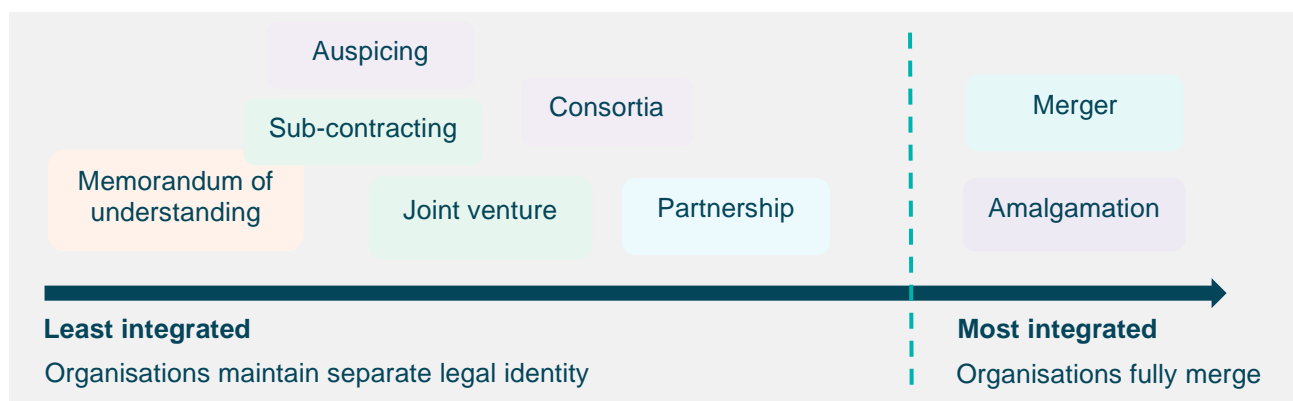 Auspicing
Consortia
Merger
Sub-contracting
Memorandum of
understanding
Joint venture
Partnership
Amalgamation
Least integrated
Most integrated
Organisations maintain separate legal identity
Organisations fully merge